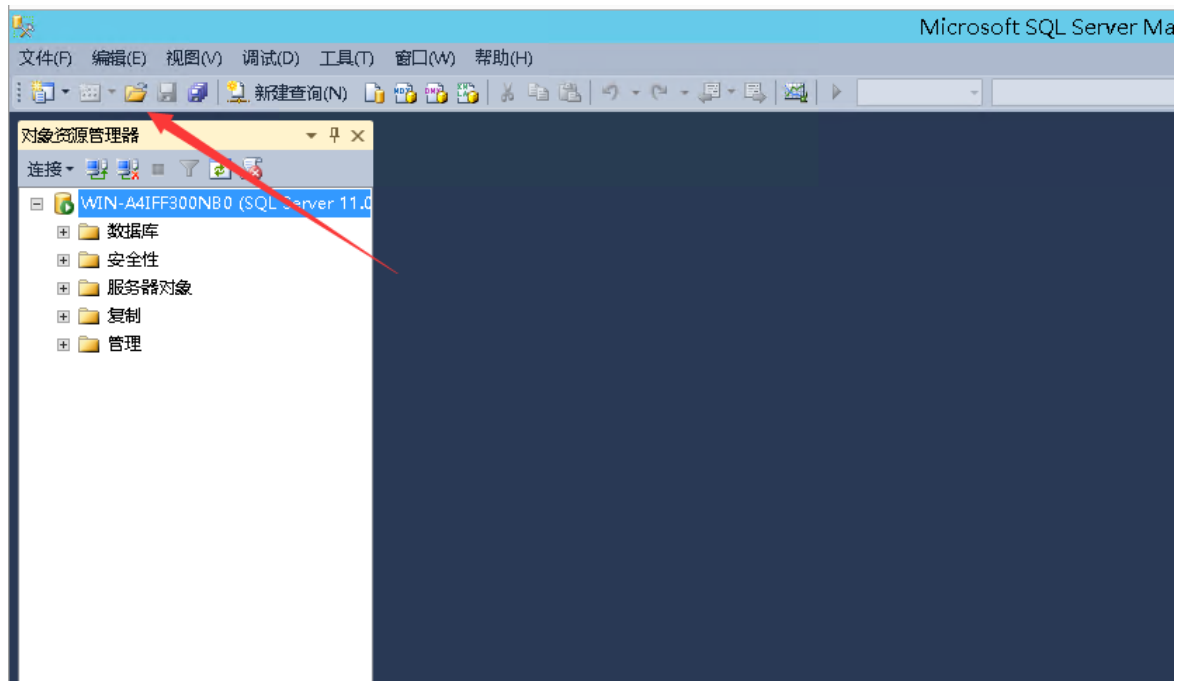 Microsoft SQL Server Ma
文件(F) 编辑(E) 视图(V) 调试(D) 工具(T) 窗口(W) 帮助(H)
新建查询(N)
对象资源管理器
连接
WIN-A4IFF300NB0 (SQL Server 11.0
数据库
安全性
服务器对象
复制
管理